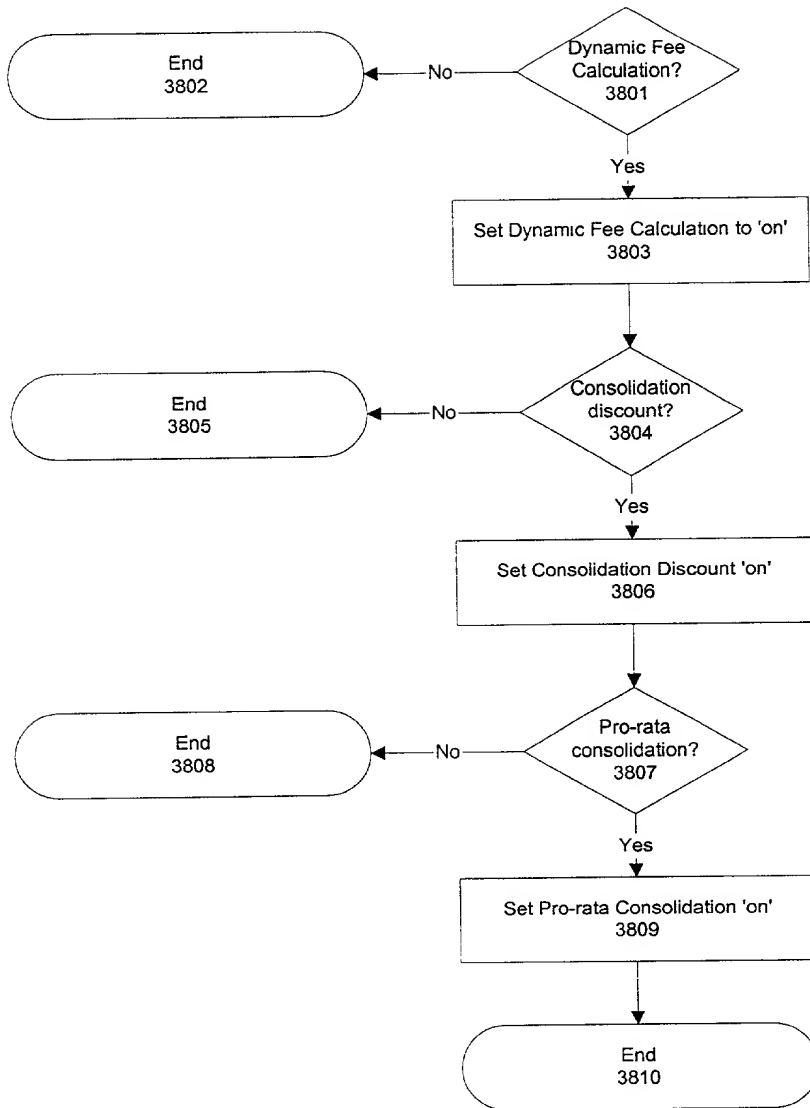 Dynamic Fee
Calculation?
3801
No
End
3802
Yes
Set Dynamic Fee Calculation to 'on'
3803
Consolidation
discount?
3804
No
End
3805
Yes
Set Consolidation Discount 'on'
3806
Pro-rata
consolidation?
3807
No
End
3808
Yes
Set Pro-rata Consolidation 'on'
3809
End
3810